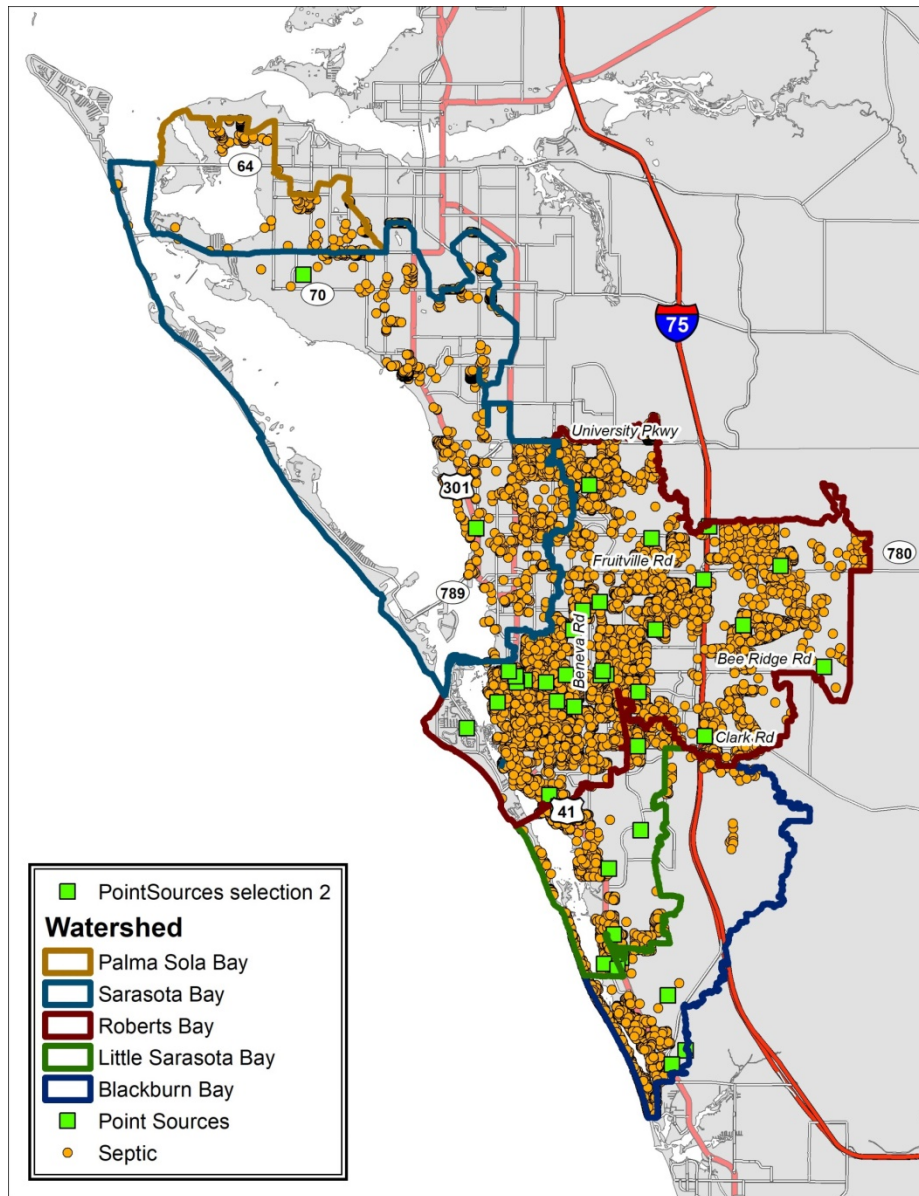 64
70
75
University Pkwy
301
Fruitville Rd
780
789
Beneva Rd
Bee Ridge Rd
Clark Rd
41
PointSources selection 2
Watershed
Palma Sola Bay
Sarasota Bay
Roberts Bay
Little Sarasota Bay
Blackburn Bay
Point Sources
Septic